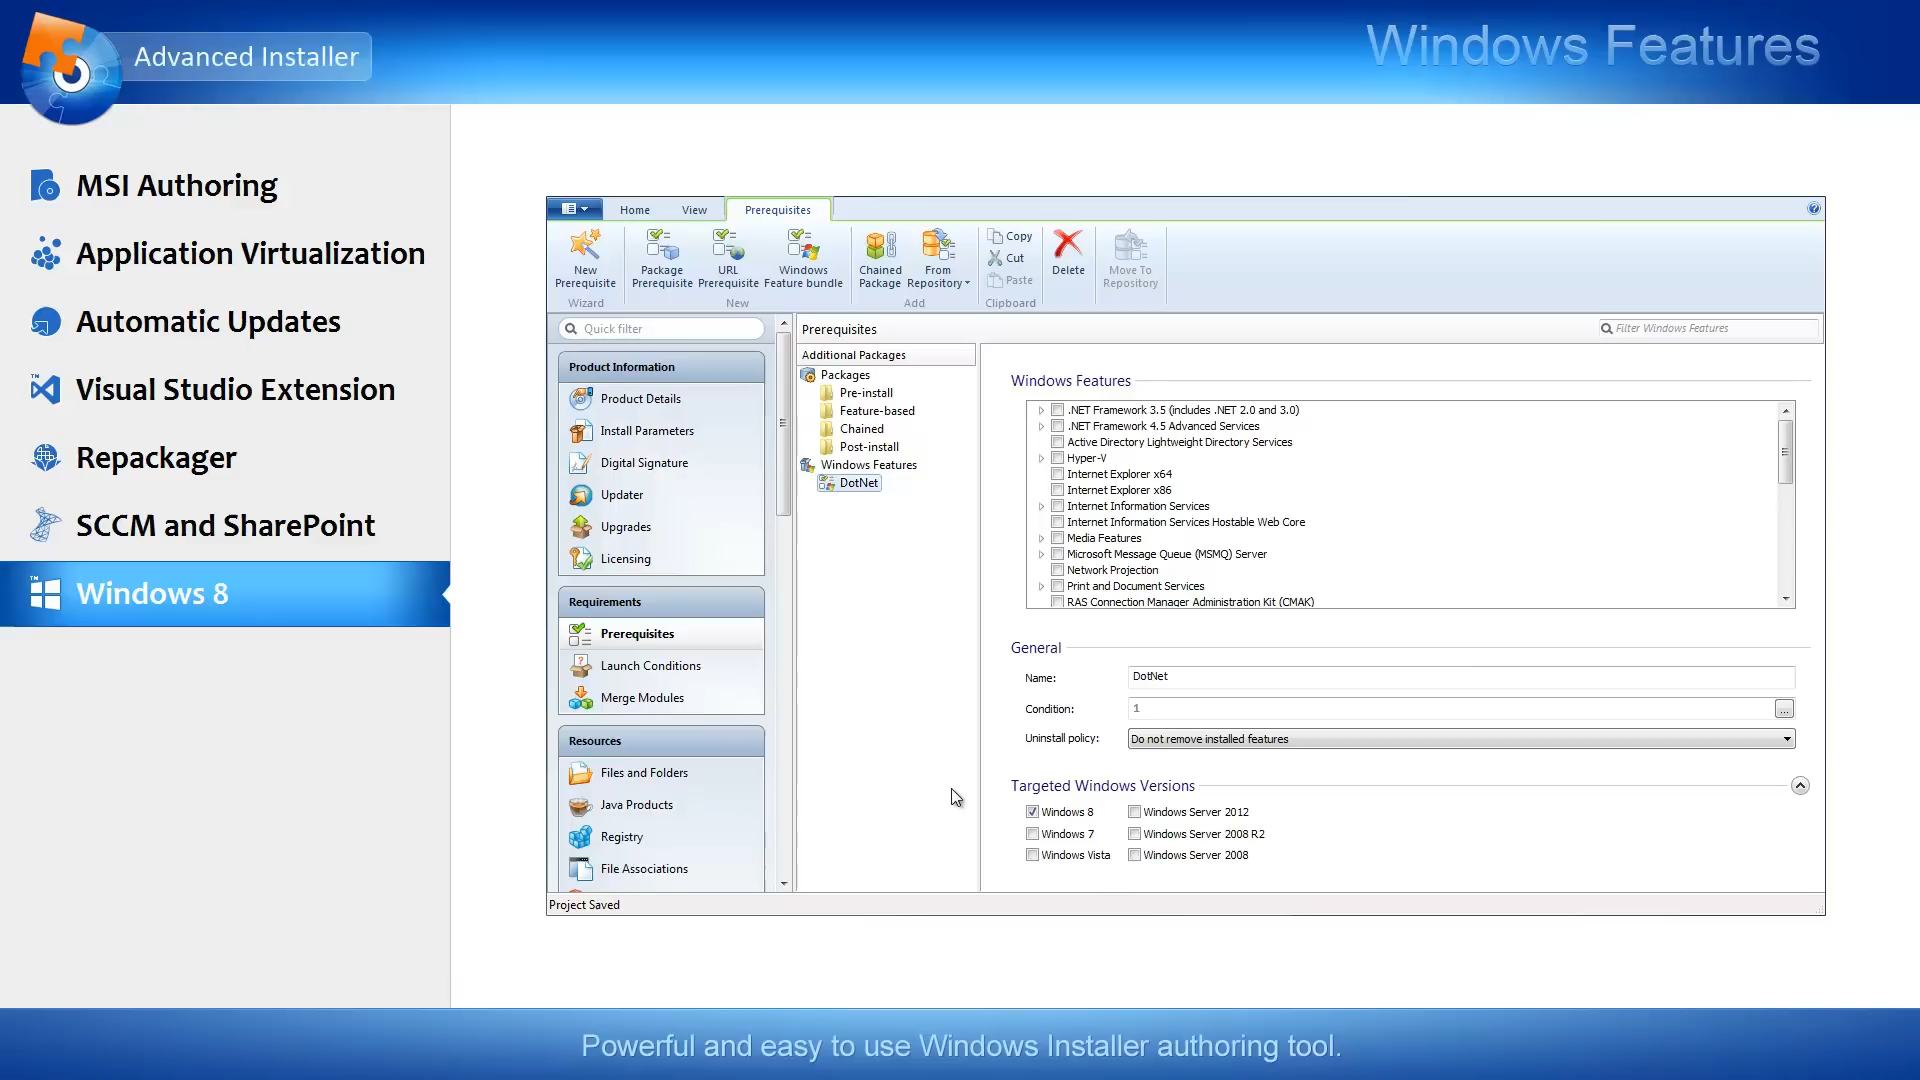 Advanced Installer
Windows Features
MSI Authoring
Application Virtualization
Automatic Updates
™
Visual Studio Extension
Repackager
SCCM and SharePoint
™
Windows 8
Home
View
Prerequisites
New
Prerequisite
Wizard
Package
Prerequisite
URL
Prerequisite
Windows
Feature bundle
New
Chained
Package
From
Repository
Add
Copy
Cut
Paste
Clipboard
Delete
Move To
Repository
Quick filter
Product Information
Product Details
Install Parameters
Digital Signature
Updater
Upgrades
Licensing
Requirements
Prerequisites
Launch Conditions
Merge Modules
Resources
Files and Folders
Java Products
Registry
File Associations
Prerequisites
Filter Windows Features
Additional Packages
Packages
Pre-install
Feature-based
Chained
Post-install
Windows Features
DotNet
Windows Features
.NET Framework 3.5 (includes .NET 2.0 and 3.0)
.NET Framework 4.5 Advanced Services
Active Directory Lightweight Directory Services
Hyper-V
Internet Explorer x64
Internet Explorer x86
Internet Information Services
Internet Information Services Hostable Web Core
Media Features
Microsoft Message Queue (MSMQ) Server
Network Projection
Print and Document Services
RAS Connection Manager Administration Kit (CMAK)
General
Name: DotNet
Condition: 1 ...
Uninstall policy: Do not remove installed features
Targeted Windows Versions
Windows 8 Windows Server 2012
Windows 7 Windows Server 2008 R2
Windows Vista Windows Server 2008
Project Saved
Powerful and easy to use Windows Installer authoring tool.